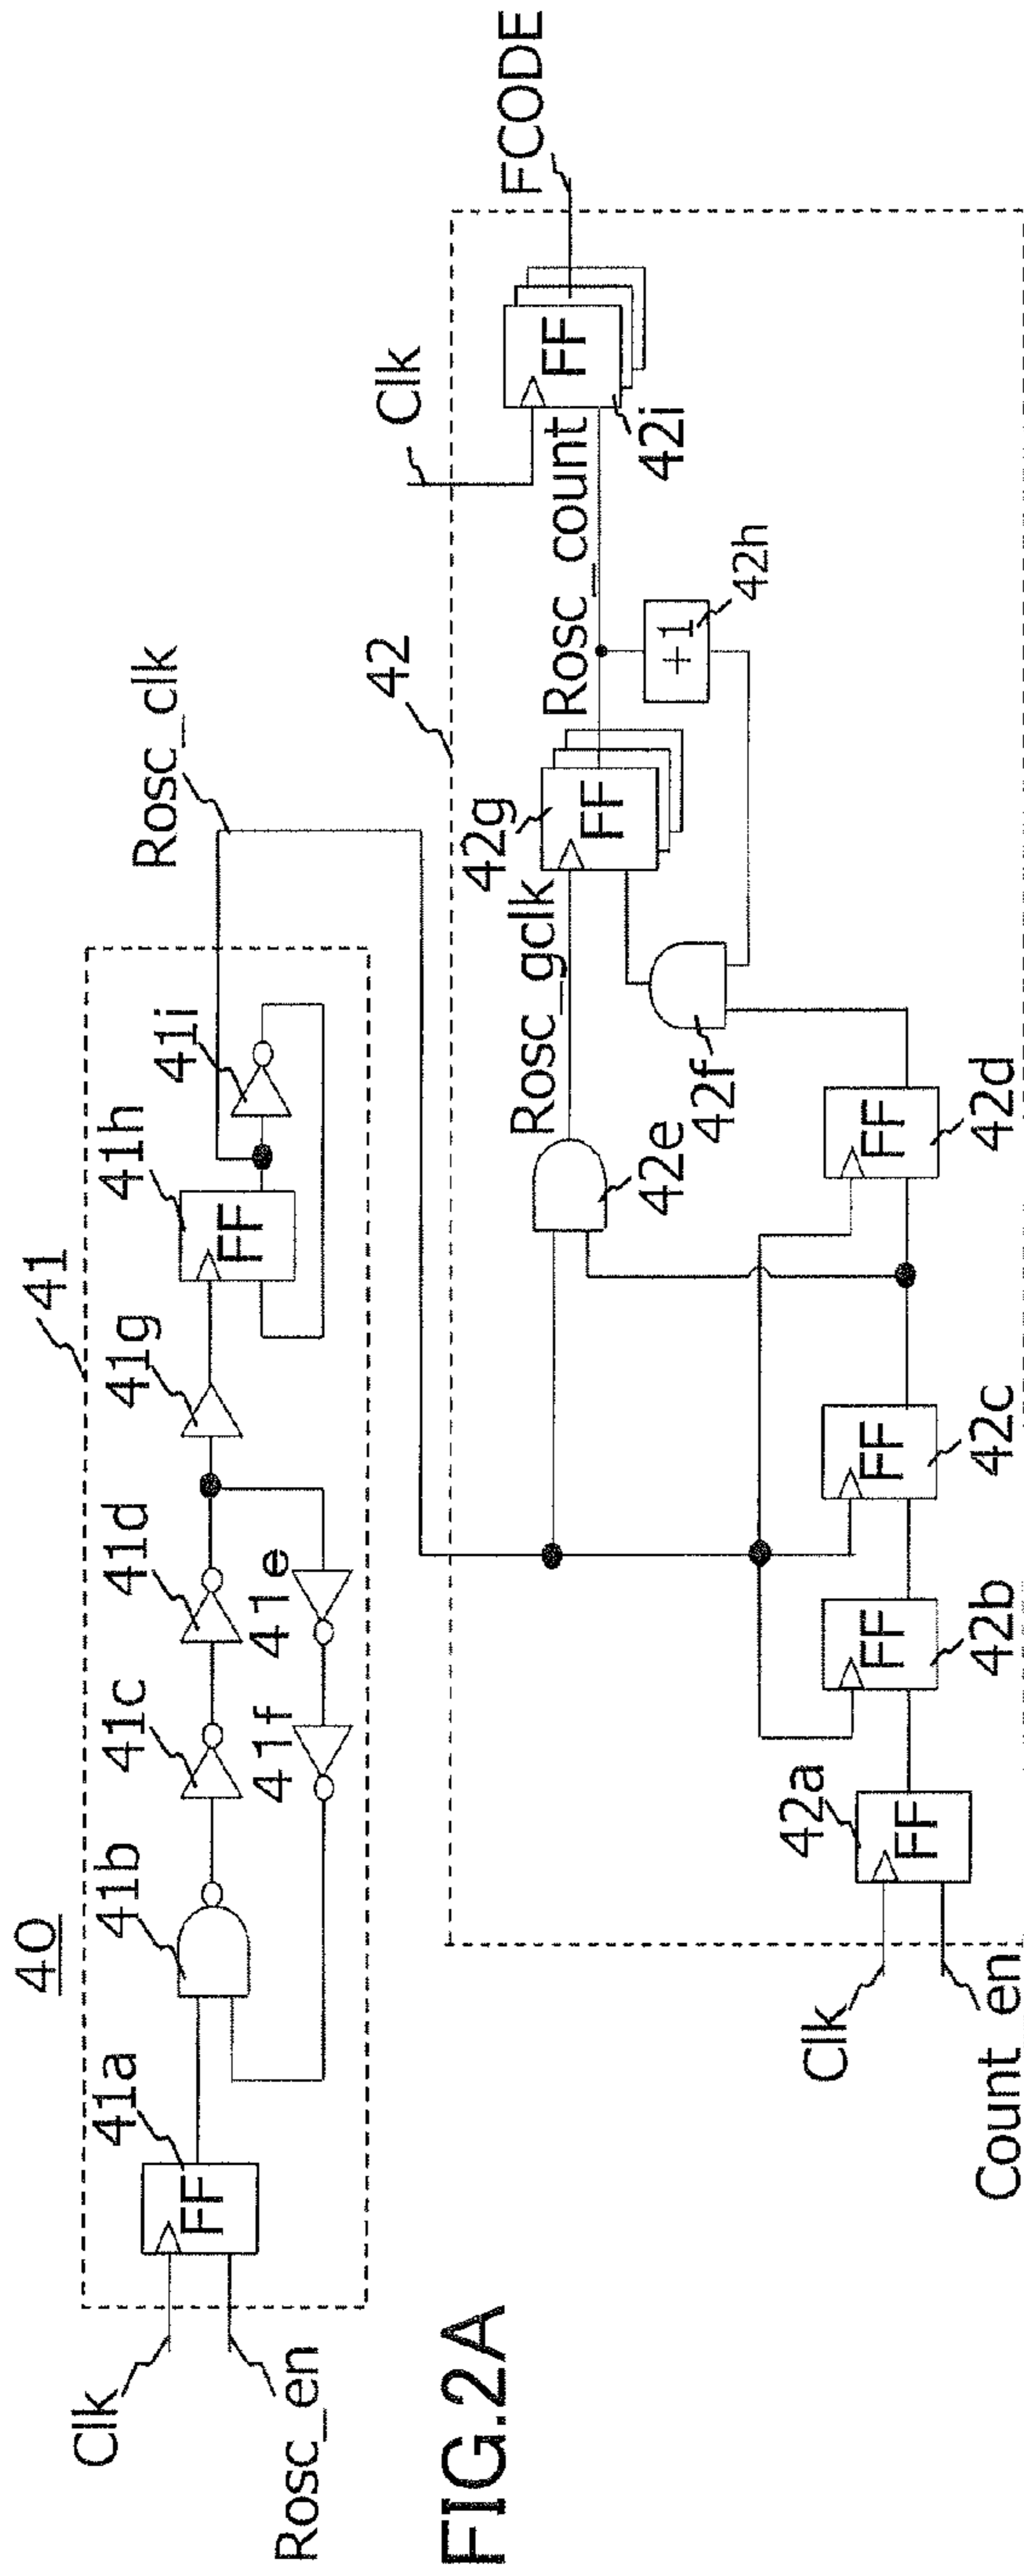 40
41
Clk
Rosc_en
41a
FF
41b
41c
41d
41e
41f
41g
41h
FF
41i
Rosc_clk
42
Clk
Count_en
42a
FF
42b
FF
42c
FF
42d
FF
42e
Rosc_gclk
42f
42g
FF
Rosc_count
+1
42h
Clk
FF
42i
FCODE
FIG.2A